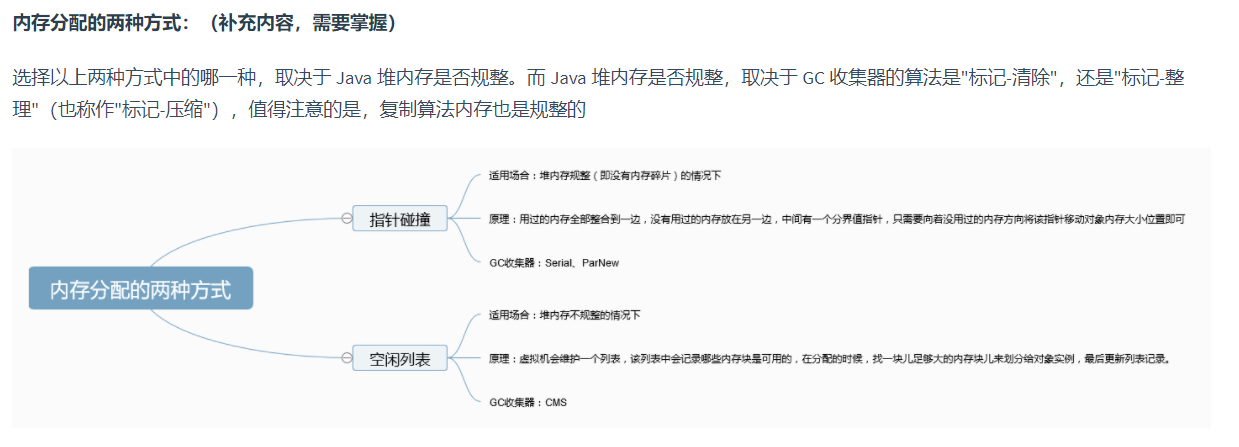 内存分配的两种方式：（补充内容，需要掌握）
选择以上两种方式中的哪一种，取决于 Java 堆内存是否规整。而 Java 堆内存是否规整，取决于 GC 收集器的算法是"标记-清除"，还是"标记-整
理"（也称作"标记-压缩"），值得注意的是，复制算法内存也是规整的
适用场合：堆内存规整（即没有内存碎片）的情况下
指针碰撞
原理：用过的内存全部整合到一边，没有用过的内存放在另一边，中间有一个分界值指针，只需要向着没用过的内存方向将该指针移动对象内存大小位置即可
GC收集器：Serial、ParNew
内存分配的两种方式
适用场合：堆内存不规整的情况下
空闲列表
原理：虚拟机会维护一个列表，该列表中会记录哪些内存块是可用的，在分配的时候，找一块儿足够大的内存块儿来划分给对象实例，最后更新列表记录。
GC收集器：CMS